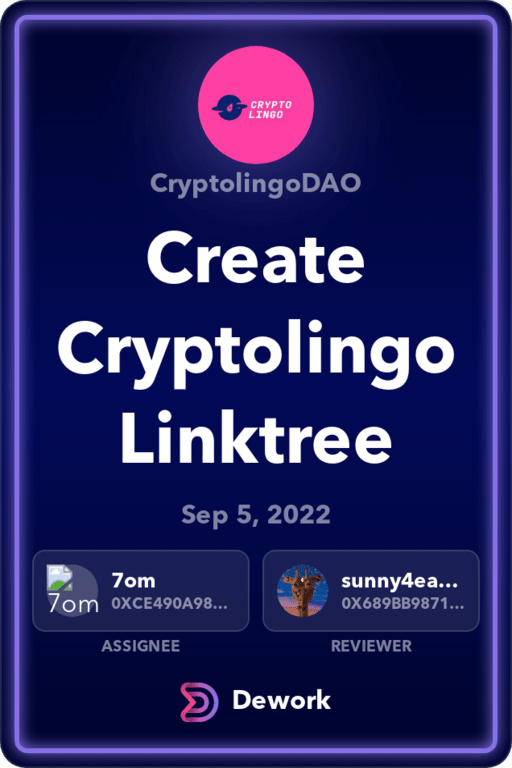 CRYPTO
LINGO
CryptolingoDAO
Create
Cryptolingo
Linktree
Sep 5, 2022
7om
7om
0XCE490A98...
sunny4ea...
0X689BB9871...
ASSIGNEE
REVIEWER
Dework